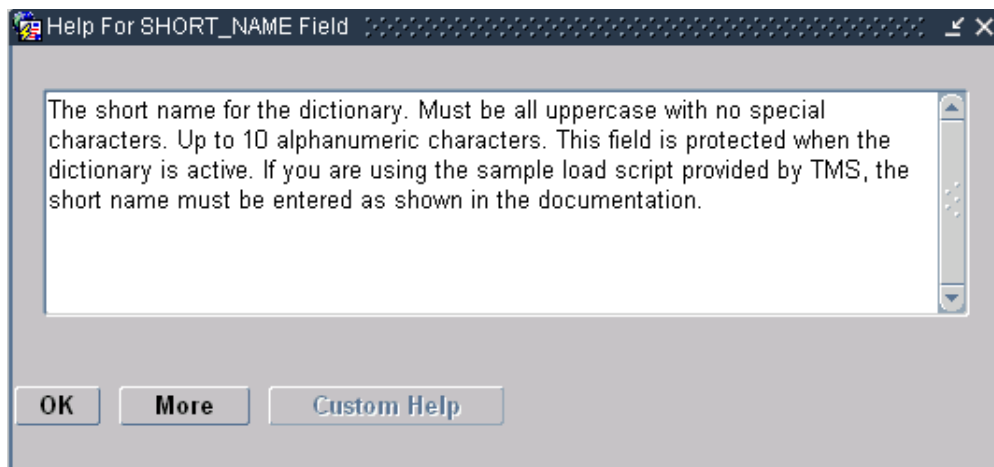 Help For SHORT_NAME Field
The short name for the dictionary. Must be all uppercase with no special
characters. Up to 10 alphanumeric characters. This field is protected when the
dictionary is active. If you are using the sample load script provided by TMS, the
short name must be entered as shown in the documentation.
OK More Custom Help